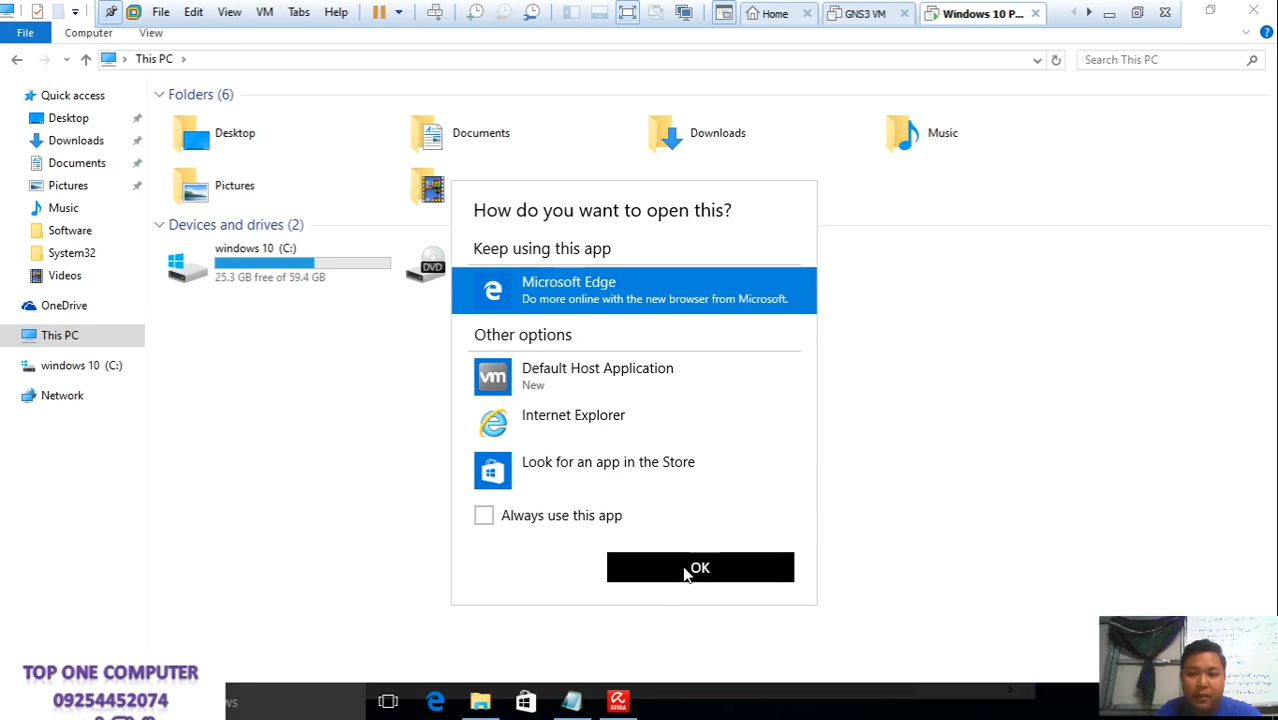 File Edit View VM Tabs Help Home GNS3 VM Windows 10 P...
File Computer View
This PC
Search This PC
Quick access
Desktop
Downloads
Documents
Pictures
Music
Software
System32
Videos
OneDrive
This PC
windows 10 (C:)
Network
Folders (6)
Desktop Documents Downloads Music
Pictures
Devices and drives (2)
windows 10 (C:)
25.3 GB free of 59.4 GB
DVD
How do you want to open this?
Keep using this app
Microsoft Edge
Do more online with the new browser from Microsoft.
Other options
vm
Default Host Application
New
Internet Explorer
Look for an app in the Store
Always use this app
OK
TOP ONE COMPUTER
09254452074
ws
AVIRA